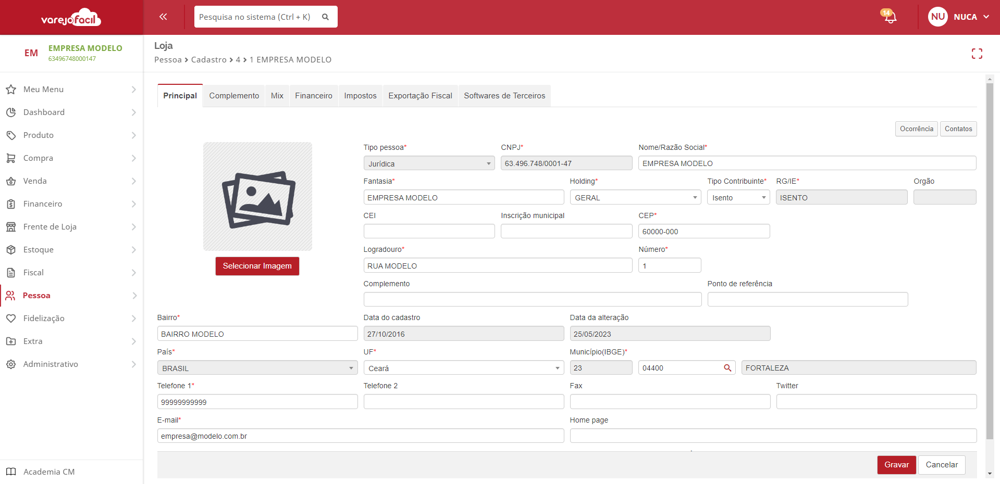 varejofacil
Pesquisa no sistema (Ctrl + K)
14
NU
NUCA
EM
EMPRESA MODELO
63496748000147
Loja
Pessoa > Cadastro > 4 > 1 EMPRESA MODELO
Meu Menu
Dashboard
Produto
Compra
Venda
Financeiro
Frente de Loja
Estoque
Fiscal
Pessoa
Fidelização
Extra
Administrativo
Academia CM
Principal
Complemento
Mix
Financeiro
Impostos
Exportação Fiscal
Softwares de Terceiros
Ocorrência
Contatos
Selecionar Imagem
Tipo pessoa*
CNPJ*
Nome/Razão Social*
Jurídica
63.496.748/0001-47
EMPRESA MODELO
Fantasia*
Holding*
Tipo Contribuinte*
RG/IE*
Orgão
EMPRESA MODELO
GERAL
Isento
ISENTO
CEI
Inscrição municipal
CEP*
60000-000
Logradouro*
Número*
RUA MODELO
1
Complemento
Ponto de referência
Bairro*
Data do cadastro
Data da alteração
BAIRRO MODELO
27/10/2016
25/05/2023
País*
UF*
Município(IBGE)*
BRASIL
Ceará
23
04400
FORTALEZA
Telefone 1*
Telefone 2
Fax
Twitter
99999999999
E-mail*
Home page
empresa@modelo.com.br
Gravar
Cancelar